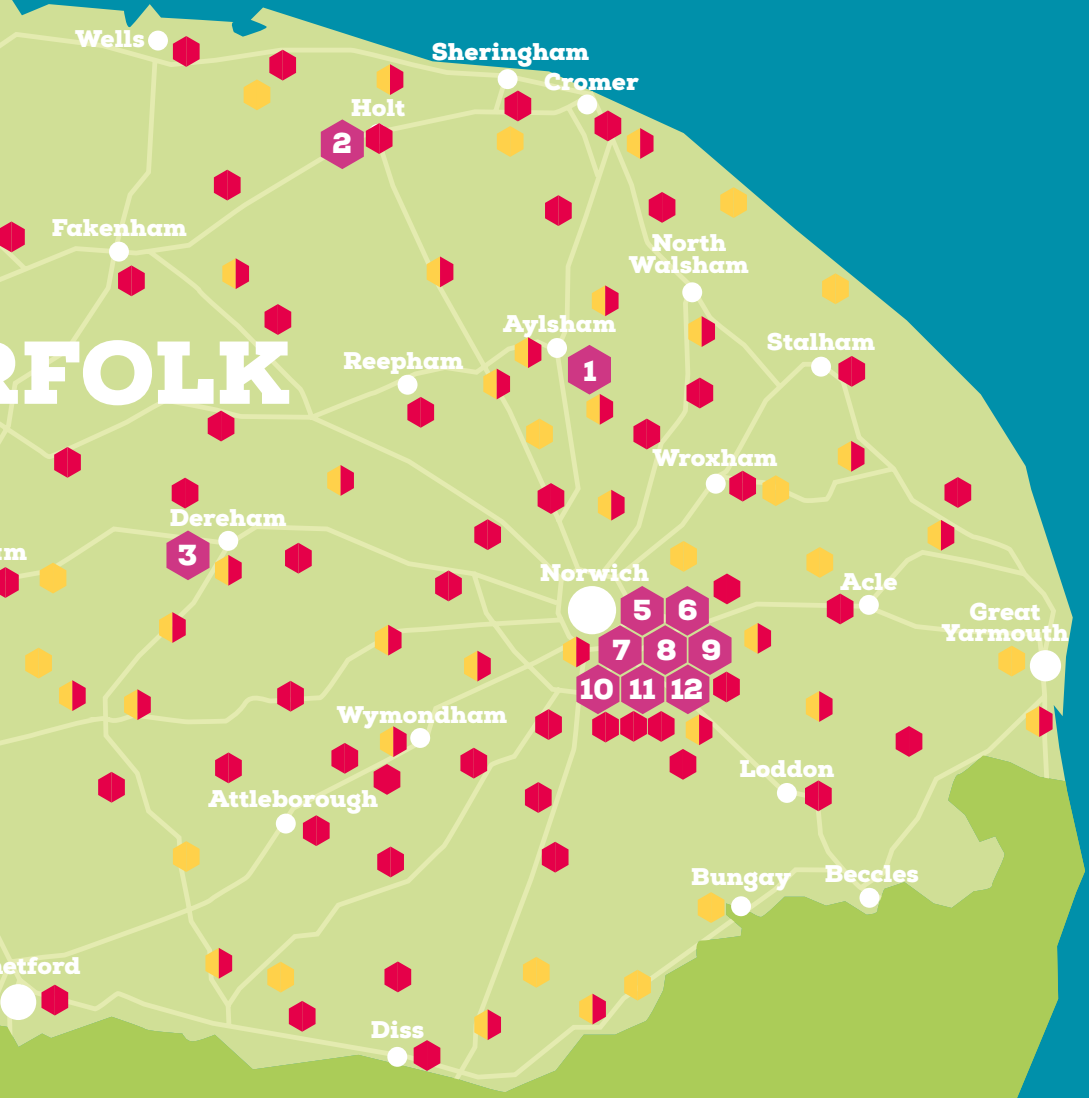 Wells
Sheringham
Cromer
Holt
2
Fakenham
North
Walsham
Aylsham
1
Stalham
RFOLK
Reepham
Wroxham
Dereham
3
m
Norwich
5 6
Acle
7 8 9
Great
Yarmouth
10 11 12
Wymondham
Loddon
Attleborough
Bungay
Beccles
etford
Diss